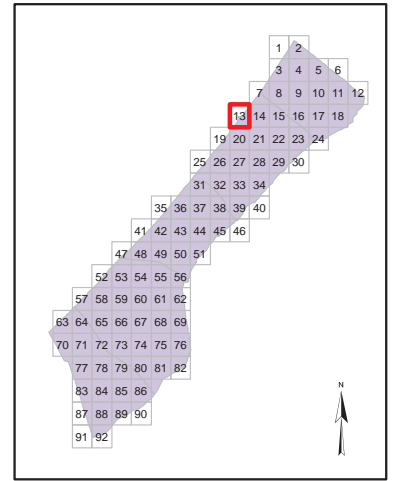 1 2
3 4 5 6
7 8 9 10 11 12
13 14 15 16 17 18
19 20 21 22 23 24
25 26 27 28 29 30
31 32 33 34
35 36 37 38 39 40
41 42 43 44 45 46
47 48 49 50 51
52 53 54 55 56
57 58 59 60 61 62
63 64 65 66 67 68 69
70 71 72 73 74 75 76
77 78 79 80 81 82
83 84 85 86
87 88 89 90
91 92
N